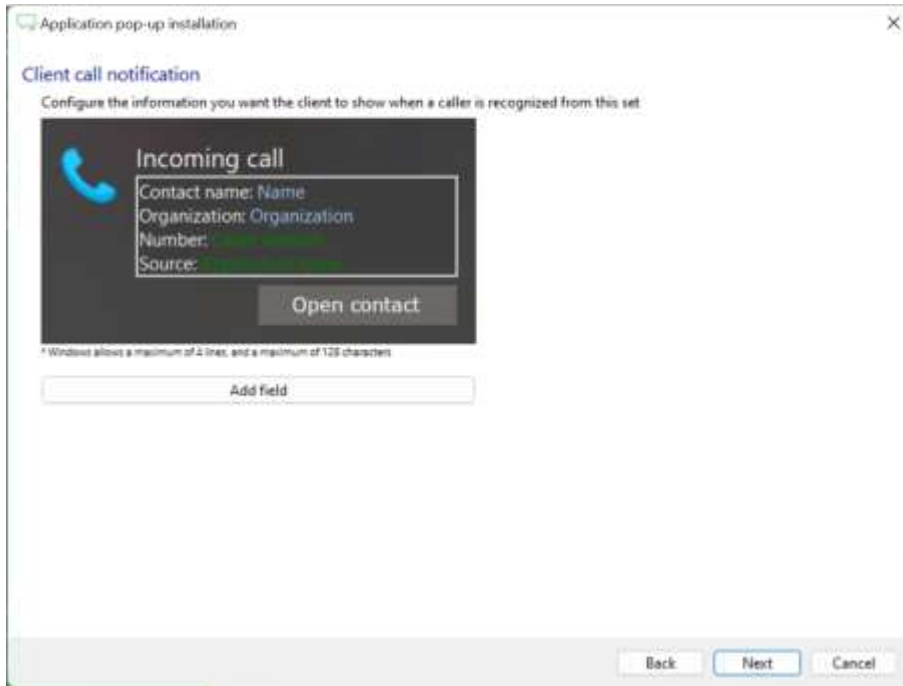 Application pop-up installation
Client call notification
Configure the information you want the client to show when a caller is recognized from this set
Incoming call
Contact name: Name
Organization: Organization
Number:
Source:
Open contact
* Windows allows a maximum of 4 lines, and a maximum of 128 characters
Add field
Back
Next
Cancel